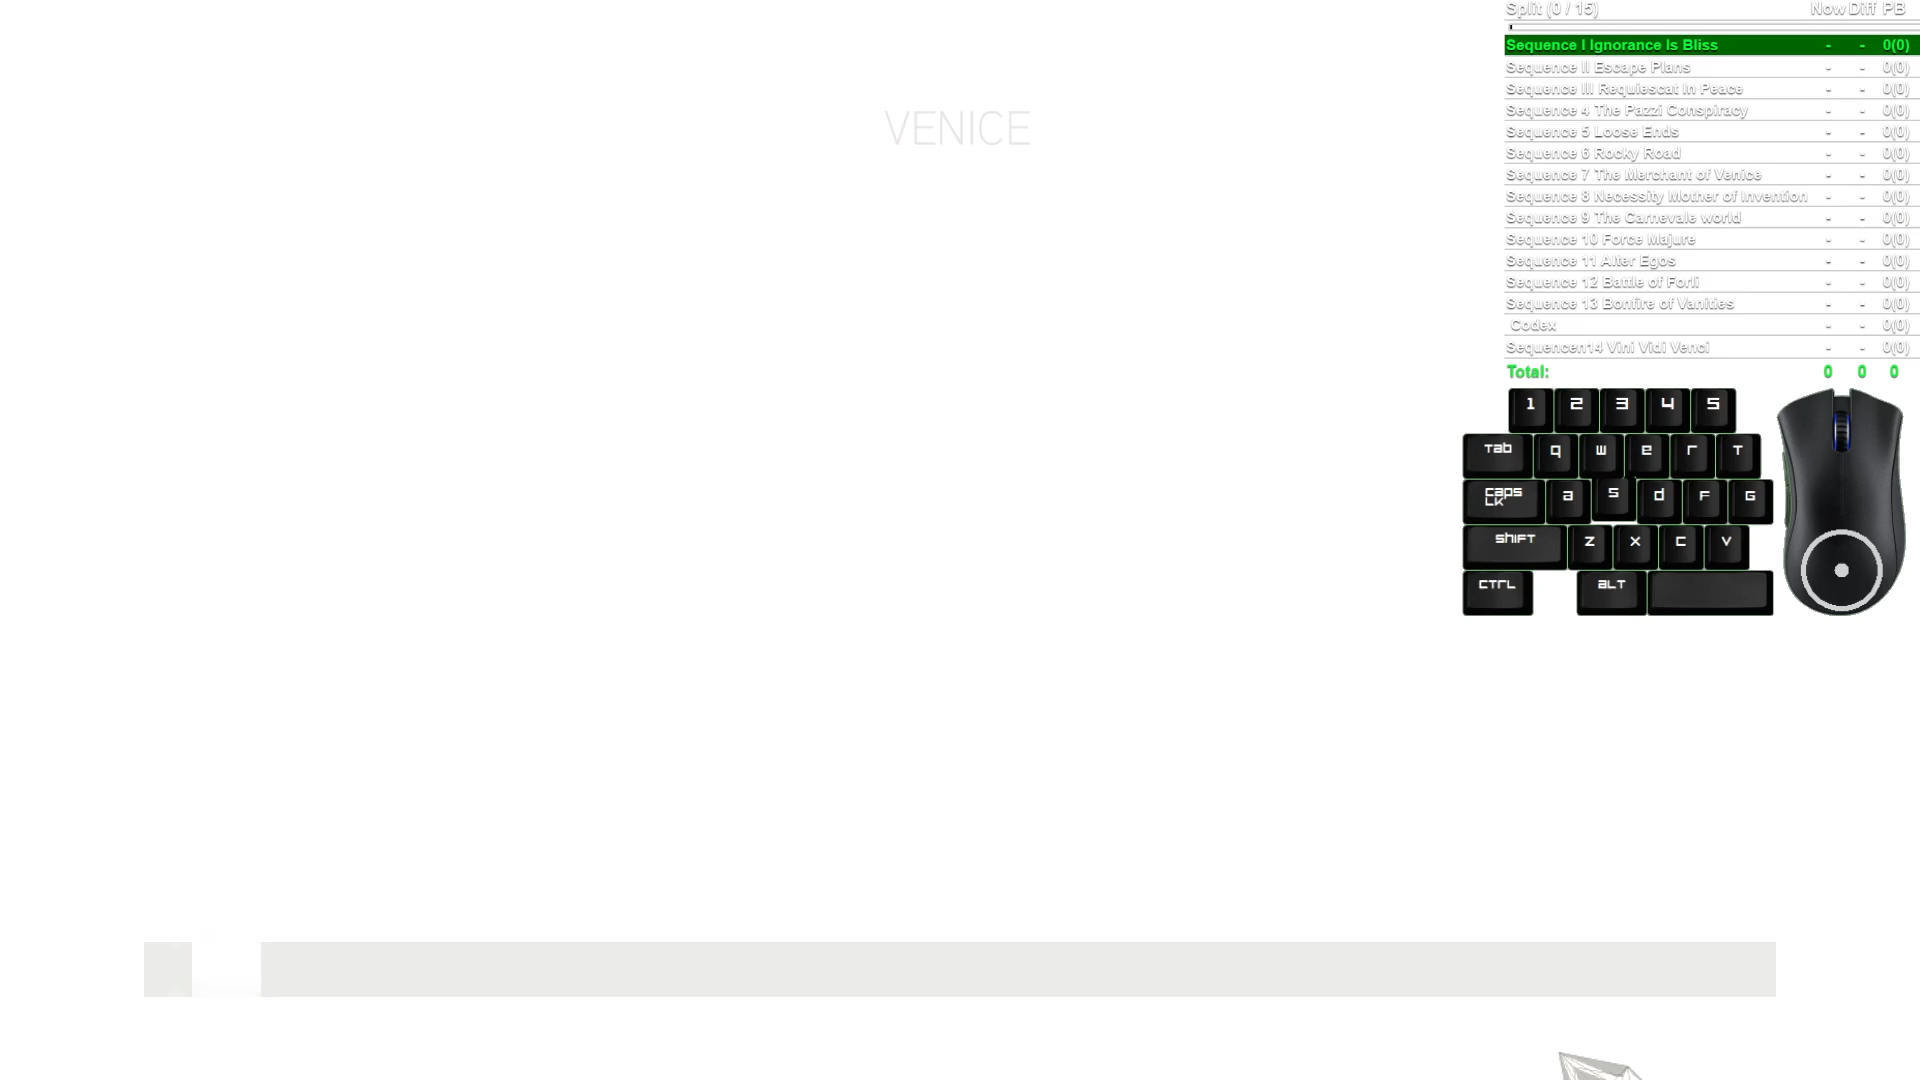 Split (0 / 15) Now Diff PB
Sequence I Ignorance Is Bliss - - 0(0)
Sequence II Escape Plans - - 0(0)
Sequence III Requiescat In Peace - - 0(0)
Sequence 4 The Pazzi Conspiracy - - 0(0)
Sequence 5 Loose Ends - - 0(0)
Sequence 6 Rocky Road - - 0(0)
Sequence 7 The Merchant of Venice - - 0(0)
Sequence 8 Necessity Mother of Invention - - 0(0)
Sequence 9 The Carnevale world - - 0(0)
Sequence 10 Force Majure - - 0(0)
Sequence 11 Alter Egos - - 0(0)
Sequence 12 Battle of Forli - - 0(0)
Sequence 13 Bonfire of Vanities - - 0(0)
Codex - - 0(0)
Sequencen14 Vini Vidi Venci - - 0(0)
Total: 0 0 0
VENICE
1 2 3 4 5
Tab q w e r T
caps LK a s d F G
shIFT z x c v
CTRL aLT